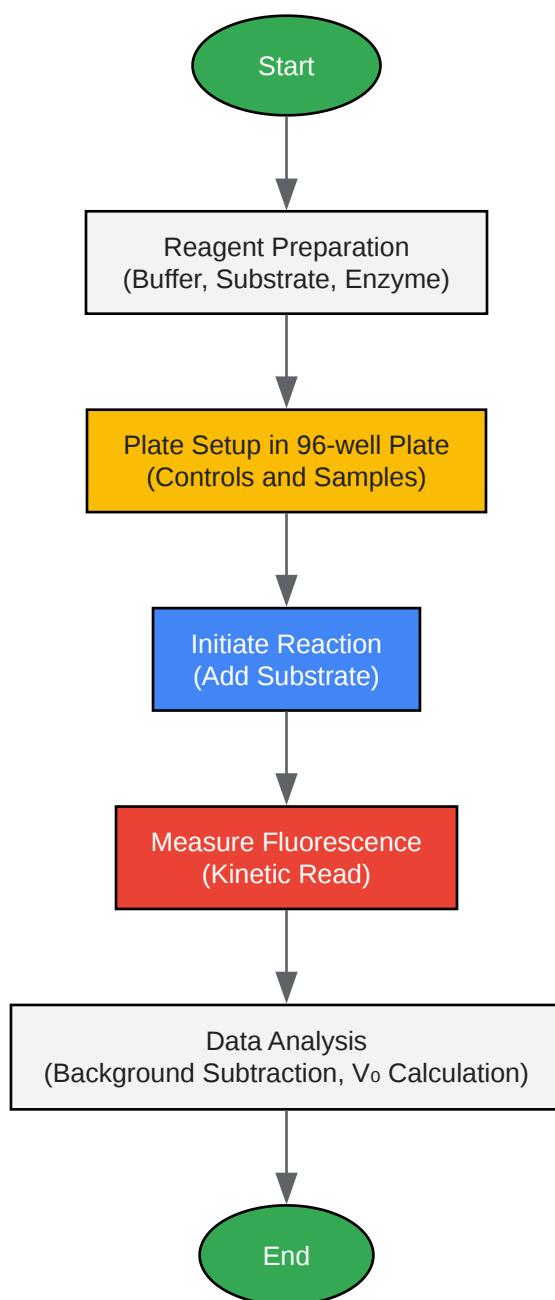 Start
Reagent Preparation
(Buffer, Substrate, Enzyme)
Plate Setup in 96-well Plate
(Controls and Samples)
Initiate Reaction
(Add Substrate)
Measure Fluorescence
(Kinetic Read)
Data Analysis
(Background Subtraction, V₀ Calculation)
End